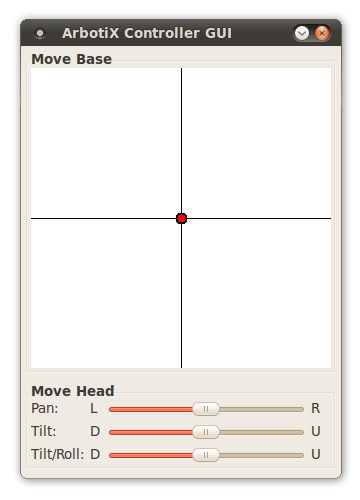 ArbotiX Controller GUI
Move Base
Move Head
Pan: L R
Tilt: D U
Tilt/Roll: D U